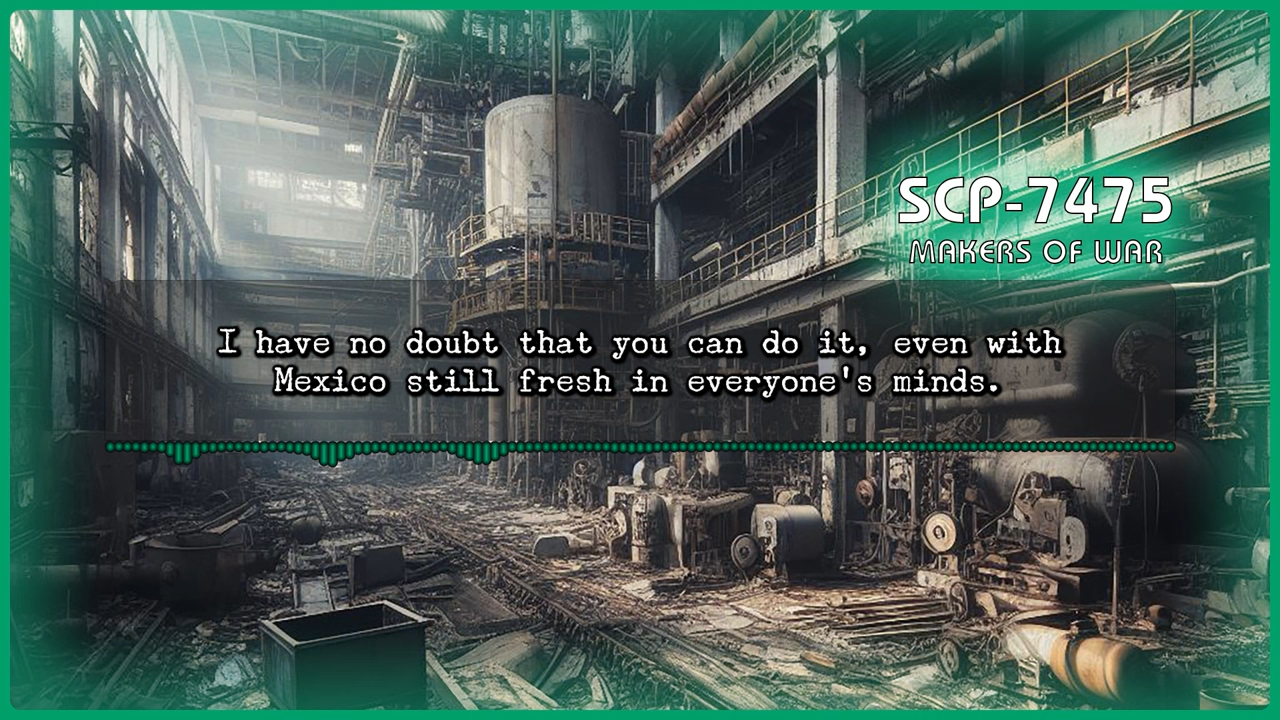 SCP-7475
MAKERS OF WAR
I have no doubt that you can do it, even with
Mexico still fresh in everyone's minds.